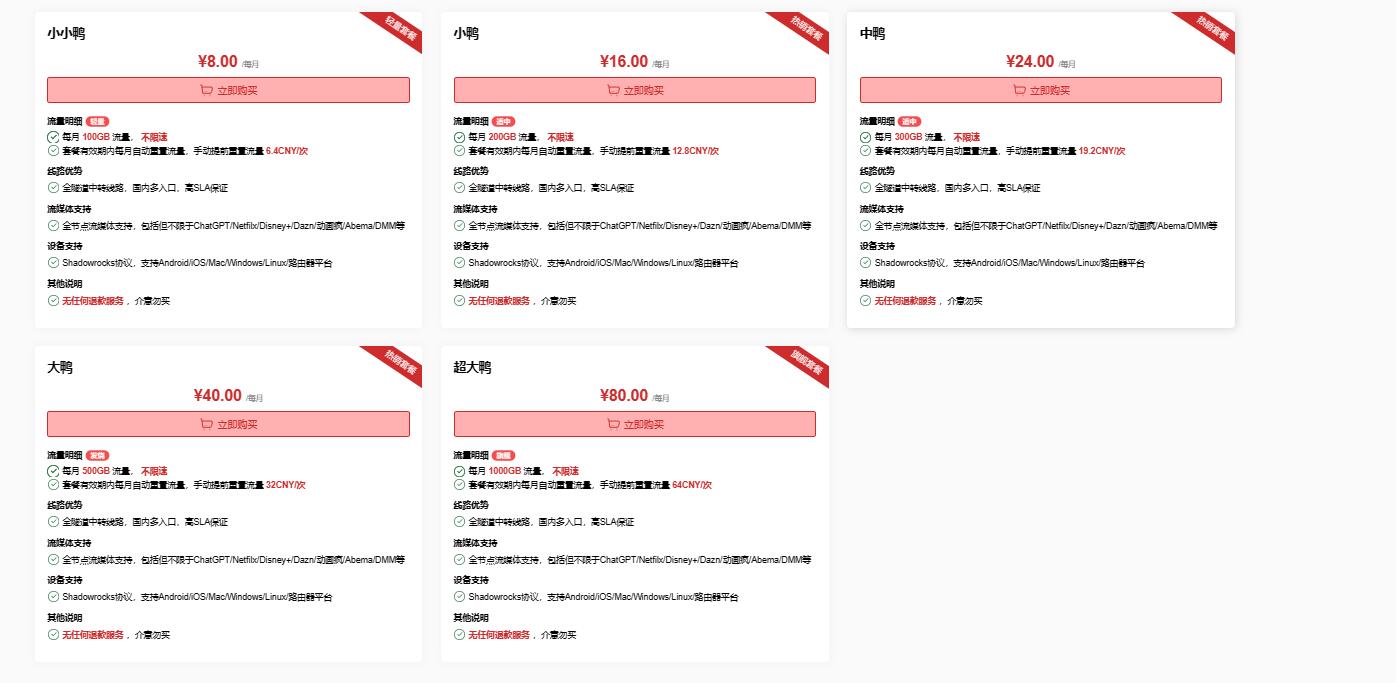 小小鸭
轻量套餐
¥8.00 /每月
立即购买
流量明细 轻量
每月 100GB 流量， 不限速
套餐有效期内每月自动重置流量，手动提前重置流量 6.4CNY/次
线路优势
全隧道中转线路，国内多入口，高SLA保证
流媒体支持
全节点流媒体支持，包括但不限于ChatGPT/Netfilx/Disney+/Dazn/动画疯/Abema/DMM等
设备支持
Shadowrocks协议，支持Android/iOS/Mac/Windows/Linux/路由器平台
其他说明
无任何退款服务 ，介意勿买
小鸭
热销套餐
¥16.00 /每月
立即购买
流量明细 适中
每月 200GB 流量， 不限速
套餐有效期内每月自动重置流量，手动提前重置流量 12.8CNY/次
线路优势
全隧道中转线路，国内多入口，高SLA保证
流媒体支持
全节点流媒体支持，包括但不限于ChatGPT/Netfilx/Disney+/Dazn/动画疯/Abema/DMM等
设备支持
Shadowrocks协议，支持Android/iOS/Mac/Windows/Linux/路由器平台
其他说明
无任何退款服务 ，介意勿买
中鸭
热销套餐
¥24.00 /每月
立即购买
流量明细 适中
每月 300GB 流量， 不限速
套餐有效期内每月自动重置流量，手动提前重置流量 19.2CNY/次
线路优势
全隧道中转线路，国内多入口，高SLA保证
流媒体支持
全节点流媒体支持，包括但不限于ChatGPT/Netfilx/Disney+/Dazn/动画疯/Abema/DMM等
设备支持
Shadowrocks协议，支持Android/iOS/Mac/Windows/Linux/路由器平台
其他说明
无任何退款服务 ，介意勿买
大鸭
热销套餐
¥40.00 /每月
立即购买
流量明细 发烧
每月 500GB 流量， 不限速
套餐有效期内每月自动重置流量，手动提前重置流量 32CNY/次
线路优势
全隧道中转线路，国内多入口，高SLA保证
流媒体支持
全节点流媒体支持，包括但不限于ChatGPT/Netfilx/Disney+/Dazn/动画疯/Abema/DMM等
设备支持
Shadowrocks协议，支持Android/iOS/Mac/Windows/Linux/路由器平台
其他说明
无任何退款服务 ，介意勿买
超大鸭
旗舰套餐
¥80.00 /每月
立即购买
流量明细 旗舰
每月 1000GB 流量， 不限速
套餐有效期内每月自动重置流量，手动提前重置流量 64CNY/次
线路优势
全隧道中转线路，国内多入口，高SLA保证
流媒体支持
全节点流媒体支持，包括但不限于ChatGPT/Netfilx/Disney+/Dazn/动画疯/Abema/DMM等
设备支持
Shadowrocks协议，支持Android/iOS/Mac/Windows/Linux/路由器平台
其他说明
无任何退款服务 ，介意勿买